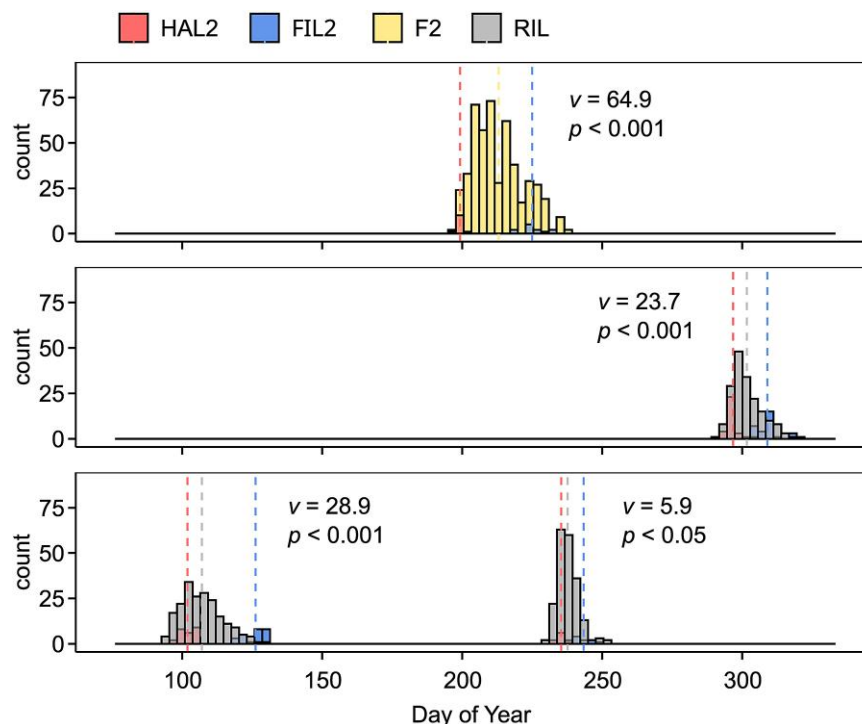 HAL2 FIL2 F2 RIL
count
75
50
25
0
v = 64.9
p < 0.001
count
75
50
25
0
v = 23.7
p < 0.001
count
75
50
25
0
v = 28.9
p < 0.001
v = 5.9
p < 0.05
100 150 200 250 300
Day of Year